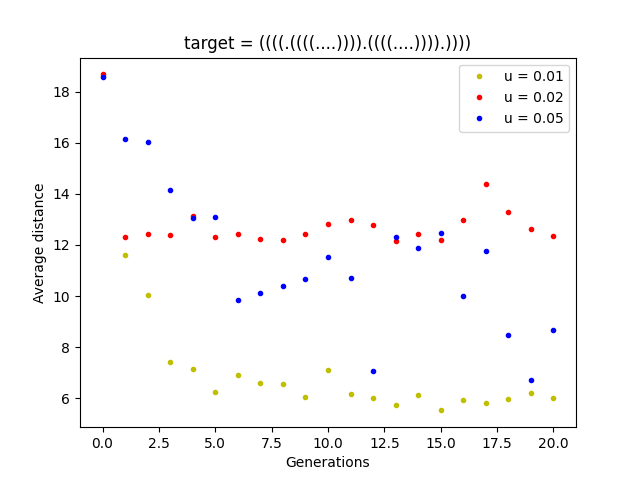 target = ((((.((((....)))).((((....)))).))))
u = 0.01
u = 0.02
u = 0.05
Average distance
18
16
14
12
10
8
6
0.0 2.5 5.0 7.5 10.0 12.5 15.0 17.5 20.0
Generations